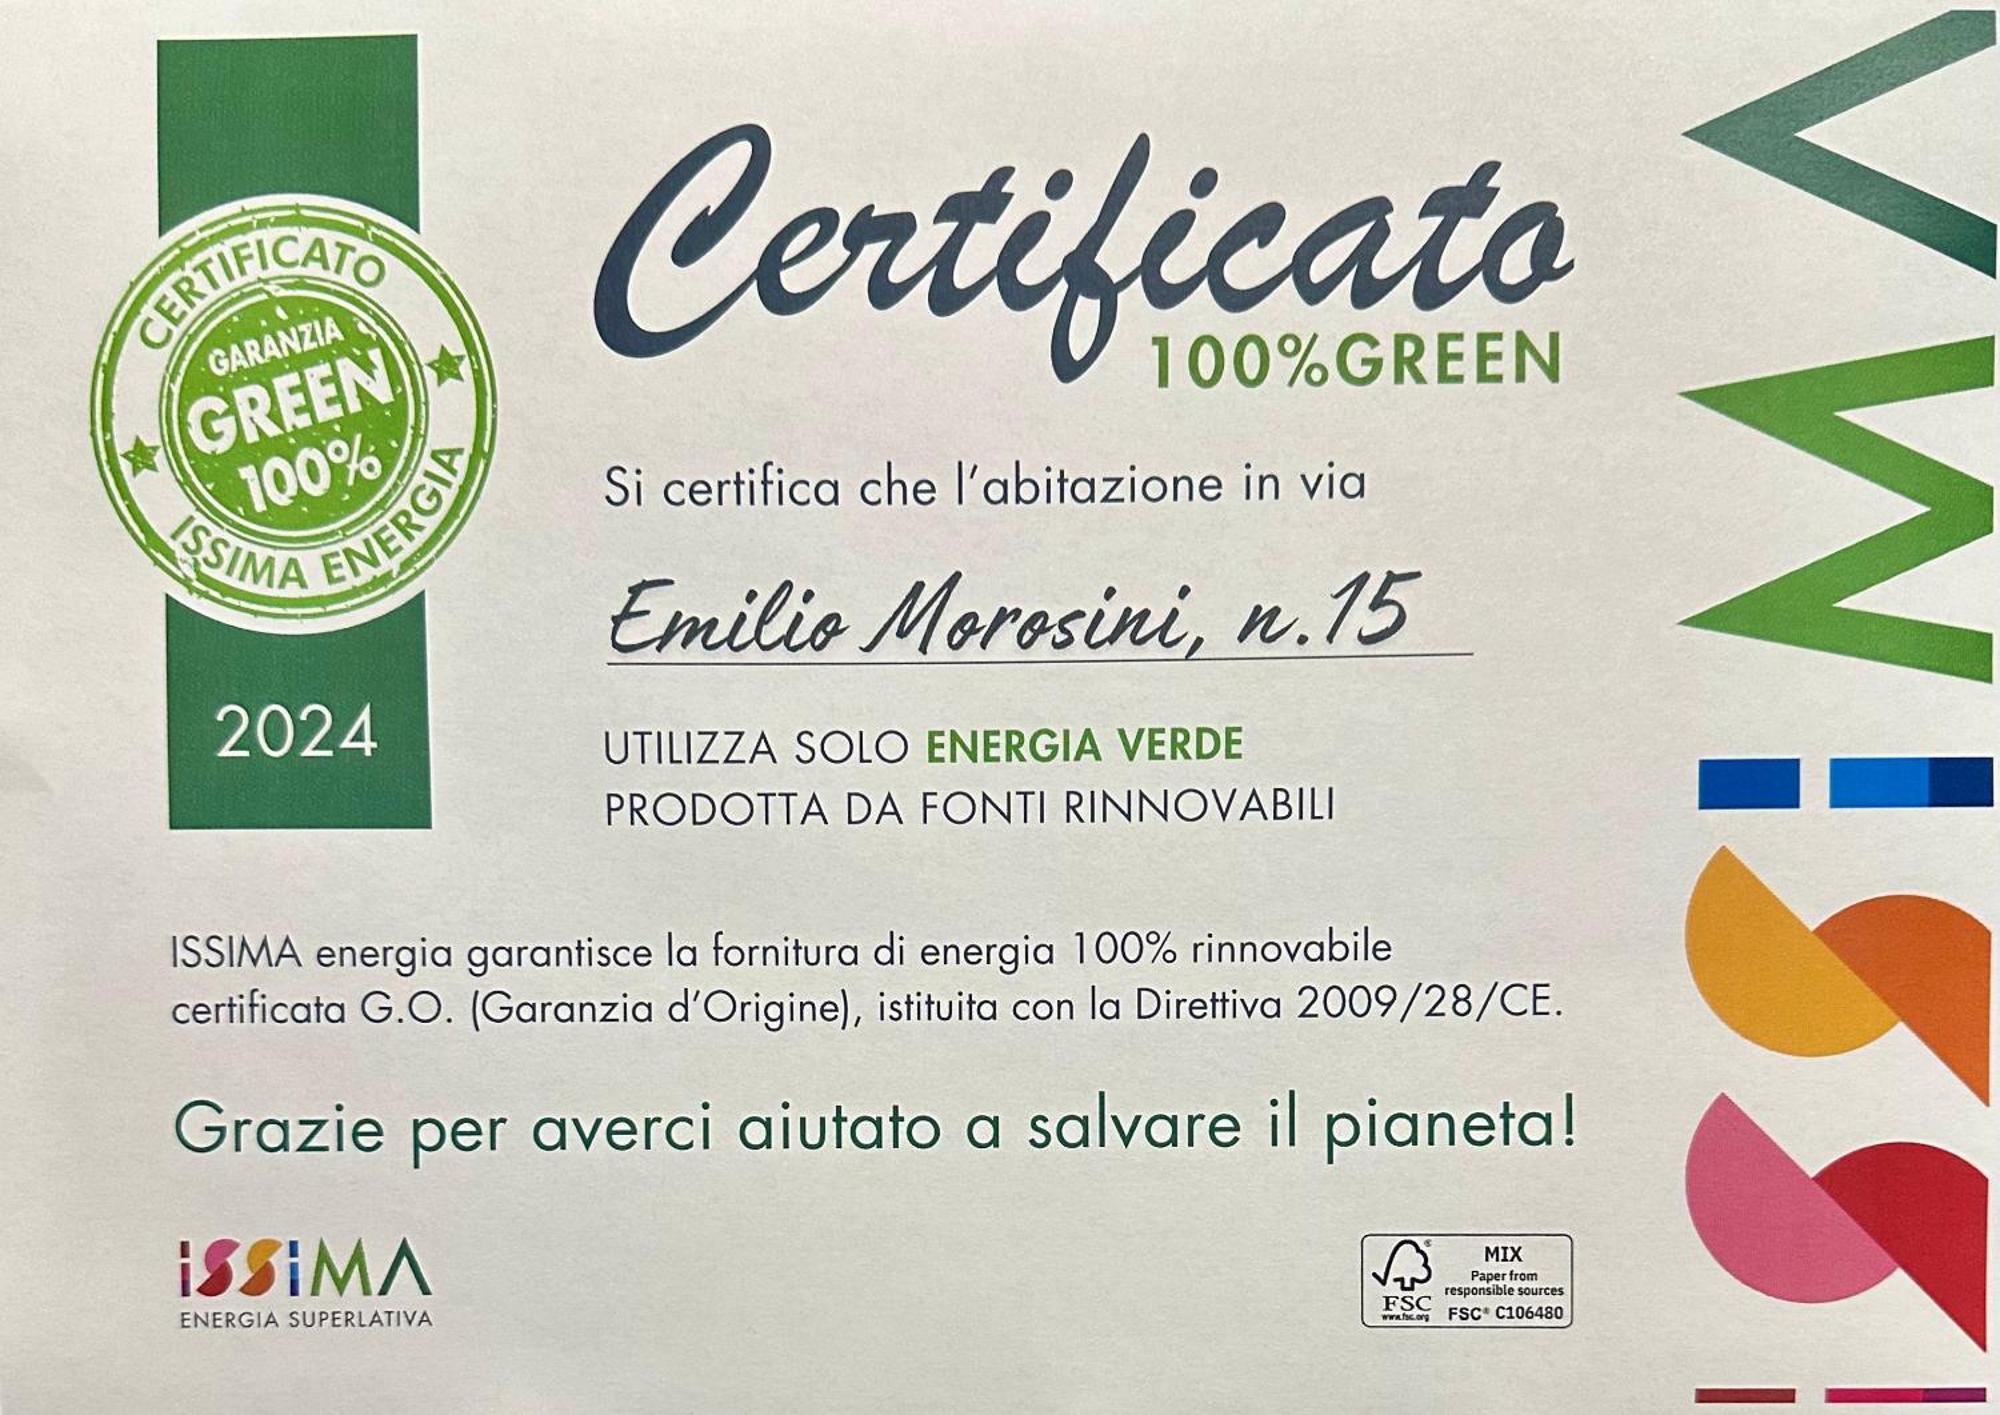 CERTIFICATO
GARANZIA
GREEN
100%
ISSIMA ENERGIA
2024
Certificato
100%GREEN
Si certifica che l'abitazione in via
Emilio Morosini, n.15
UTILIZZA SOLO ENERGIA VERDE
PRODOTTA DA FONTI RINNOVABILI
ISSIMA energia garantisce la fornitura di energia 100% rinnovabile
certificata G.O. (Garanzia d'Origine), istituita con la Direttiva 2009/28/CE.
Grazie per averci aiutato a salvare il pianeta!
iSSiMA
ENERGIA SUPERLATIVA
FSC
www.fsc.org
MIX
Paper from
responsible sources
FSC® C106480
iSSiMA